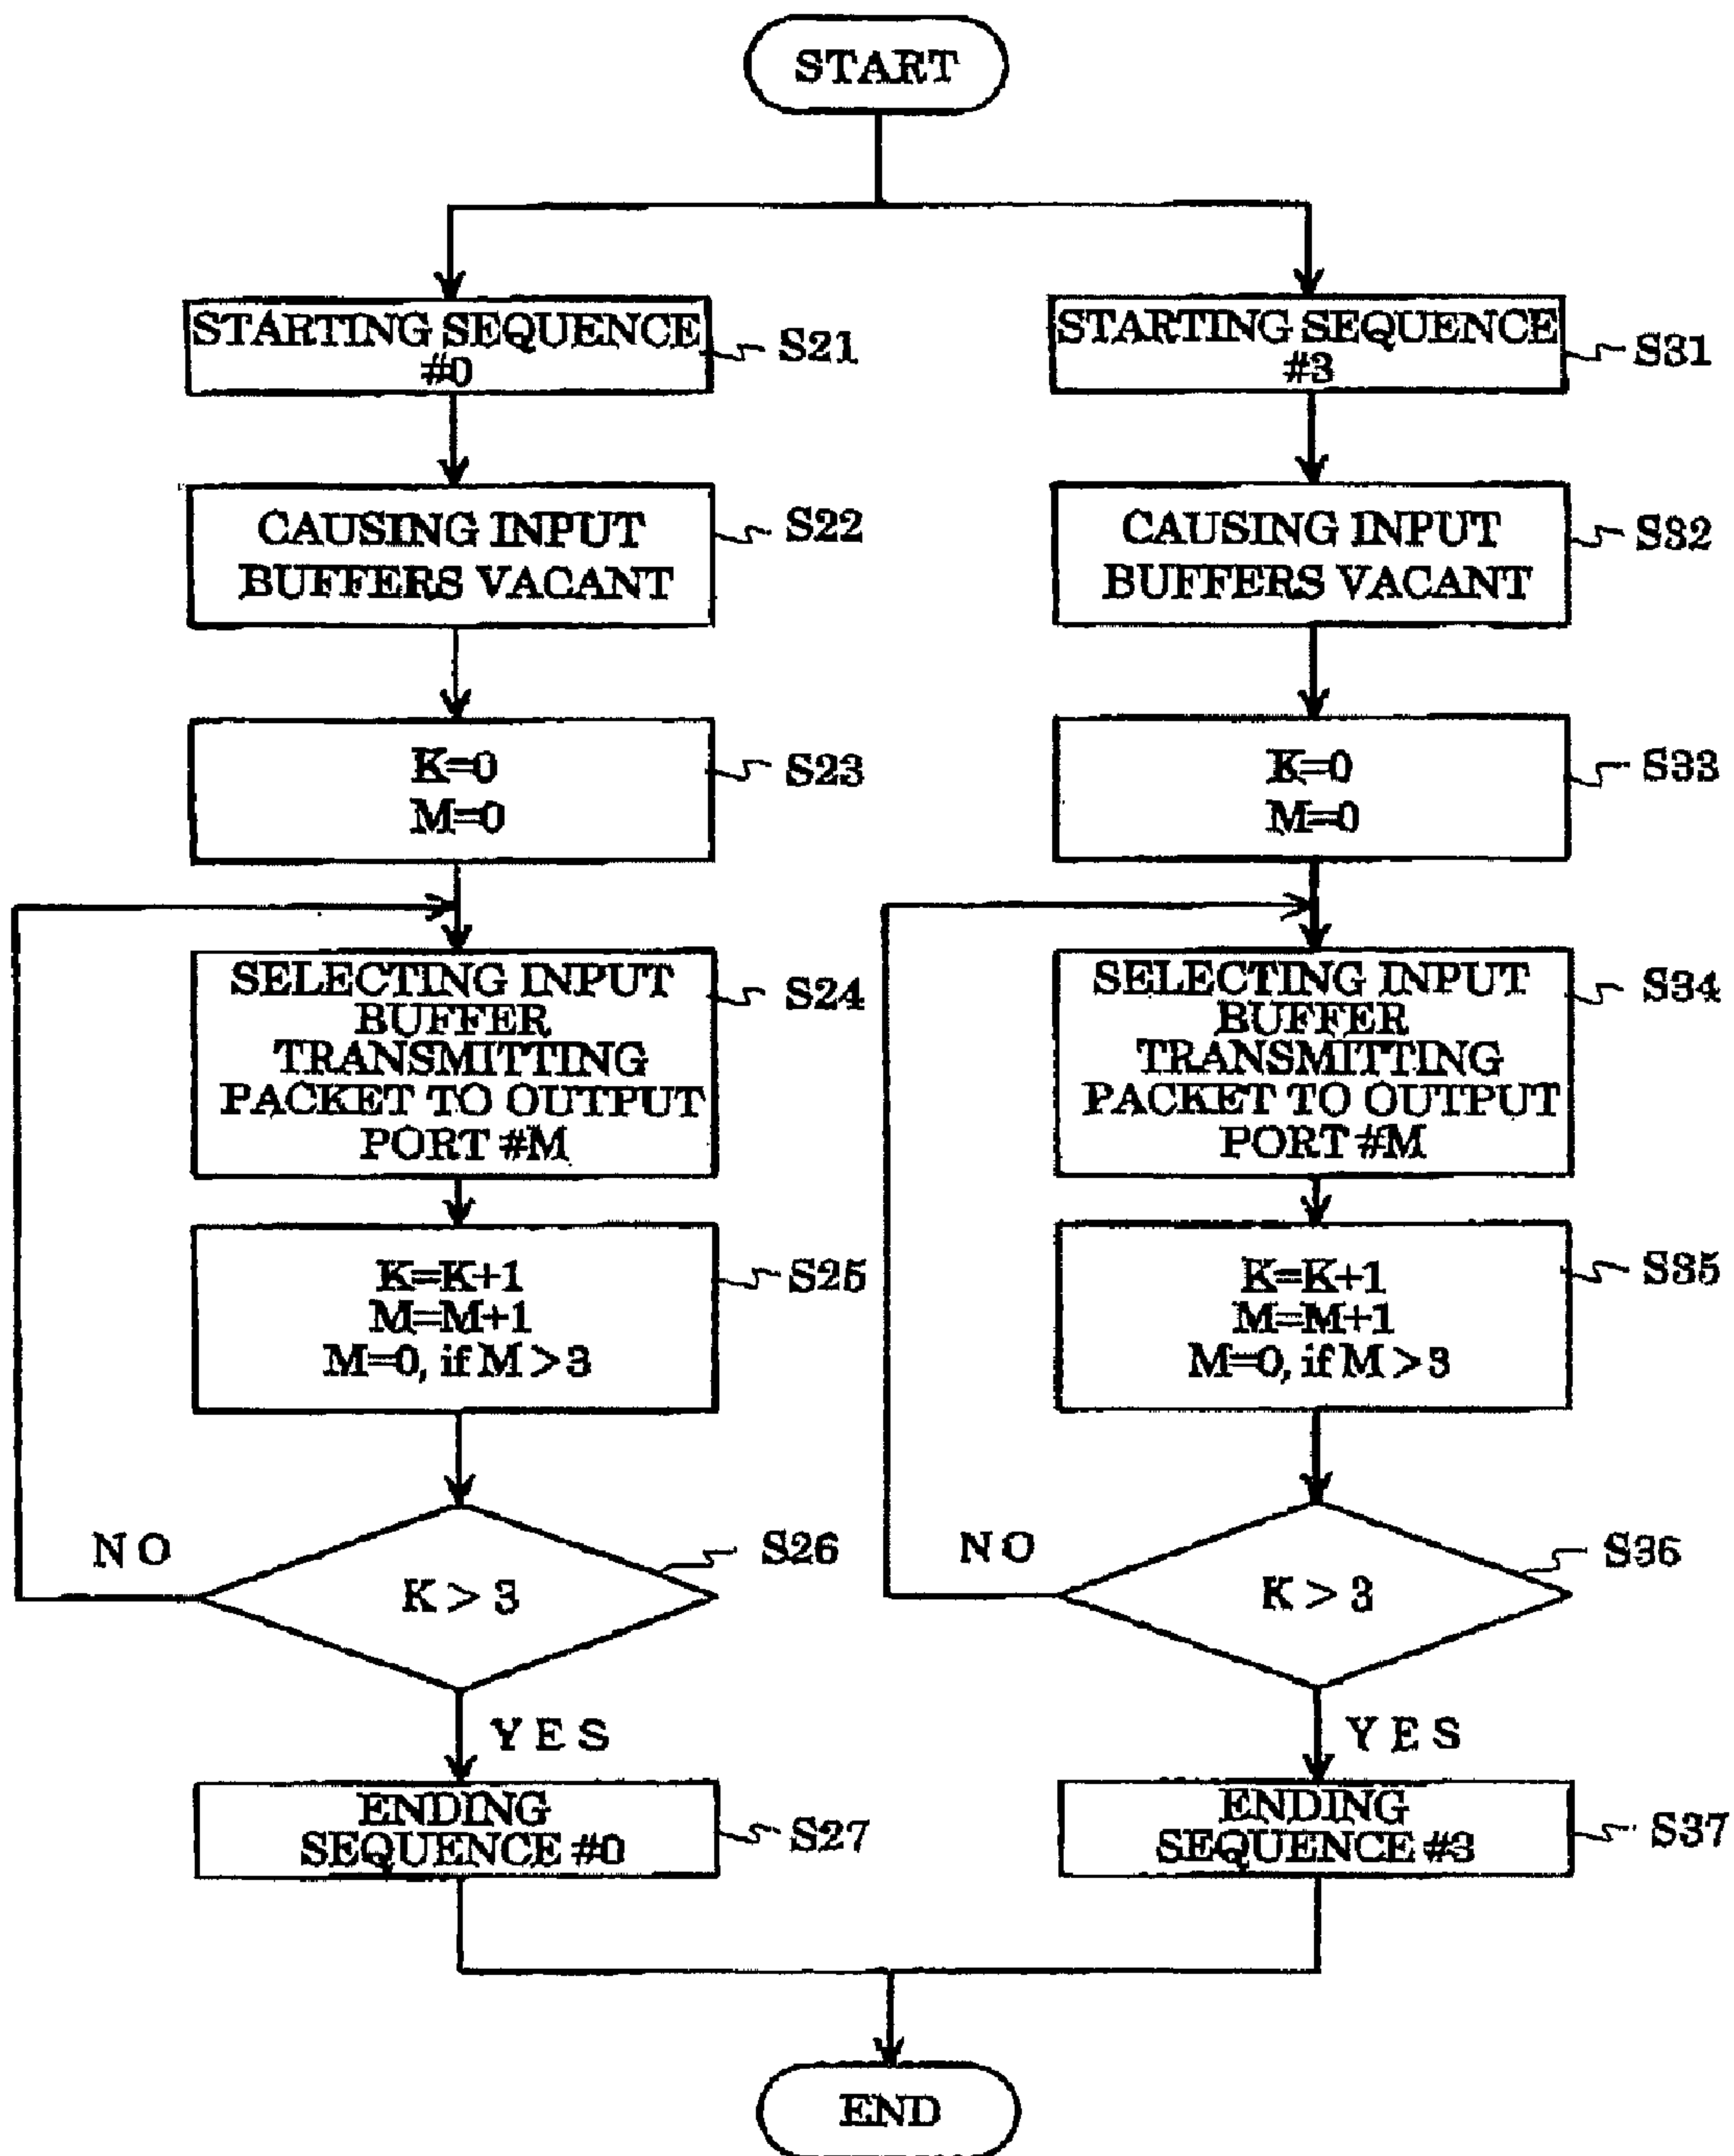 START
STARTING SEQUENCE
#0
S21
CAUSING INPUT
BUFFERS VACANT
S22
K=0
M=0
S23
SELECTING INPUT
BUFFER
TRANSMITTING
PACKET TO OUTPUT
PORT #M
S24
K=K+1
M=M+1
M=0, if M > 3
S25
NO
K > 3
S26
YES
ENDING
SEQUENCE #0
S27
STARTING SEQUENCE
#3
S31
CAUSING INPUT
BUFFERS VACANT
S32
K=0
M=0
S33
SELECTING INPUT
BUFFER
TRANSMITTING
PACKET TO OUTPUT
PORT #M
S34
K=K+1
M=M+1
M=0, if M > 3
S35
NO
K > 3
S36
YES
ENDING
SEQUENCE #3
S37
END